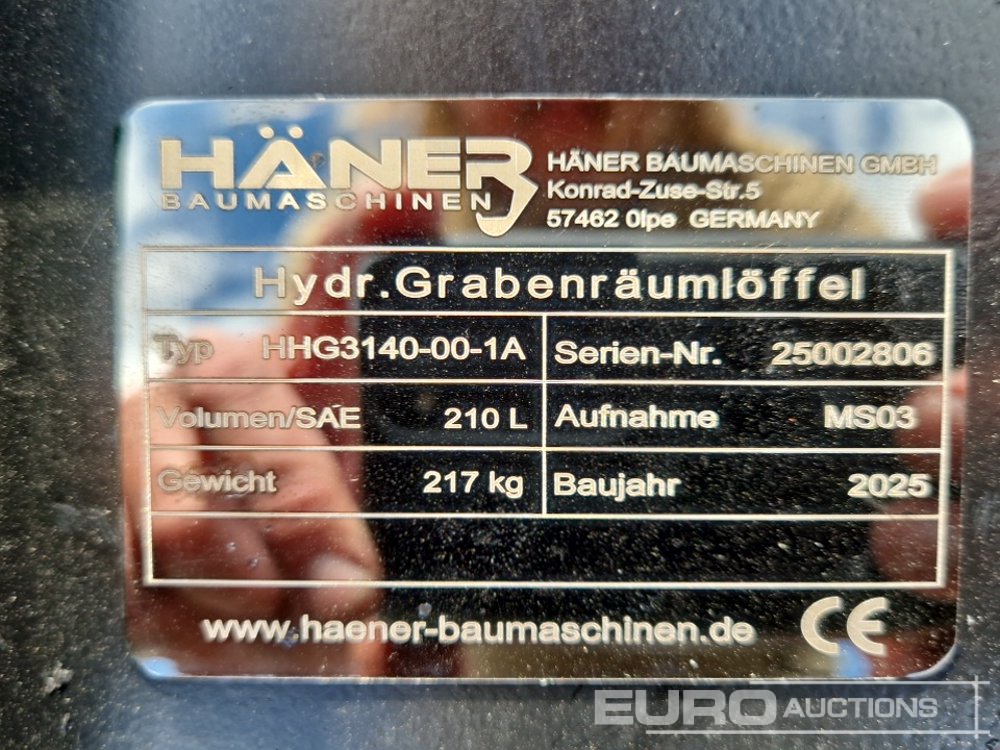 HÄNER
BAUMASCHINEN
HÄNER BAUMASCHINEN GMBH
Konrad-Zuse-Str.5
57462 Olpe GERMANY
Hydr.Grabenräumlöffel
Typ HHG3140-00-1A
Serien-Nr. 25002806
Volumen/SAE 210 L
Aufnahme MS03
Gewicht 217 kg
Baujahr 2025
www.haener-baumaschinen.de
CE
EURO AUCTIONS